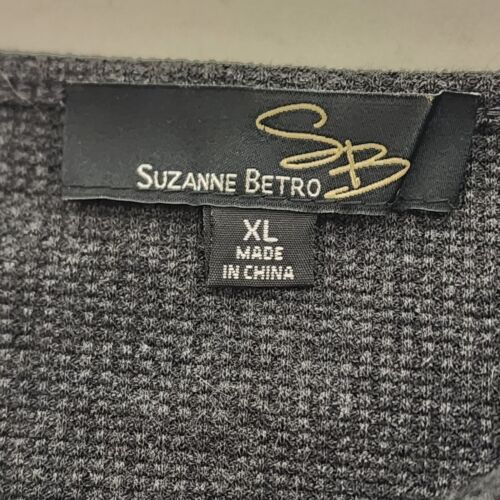 SB
SUZANNE BETRO
XL
MADE
IN CHINA